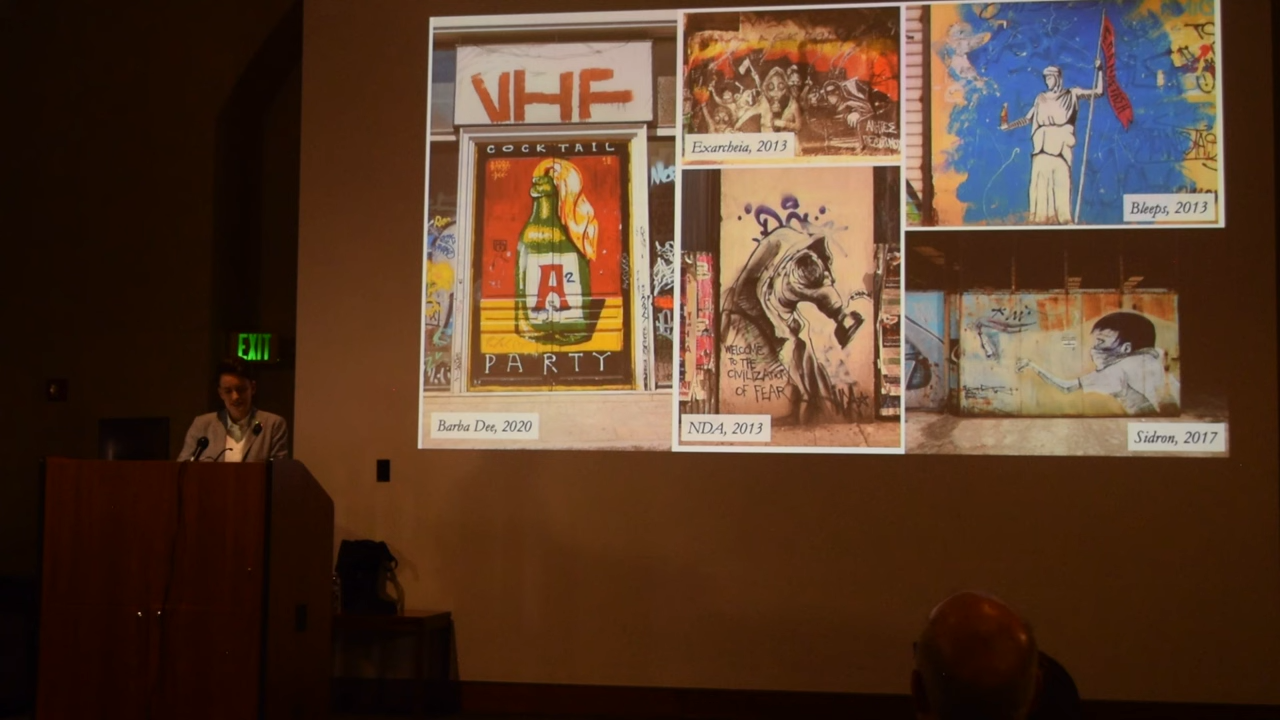 VHF
COCKTAIL
A2
PARTY
Barba Dee, 2020
Exarcheia, 2013
WELCOME
TO THE
CIVILIZATION
OF FEAR
NDA, 2013
Bleeps, 2013
Sidron, 2017
EXIT